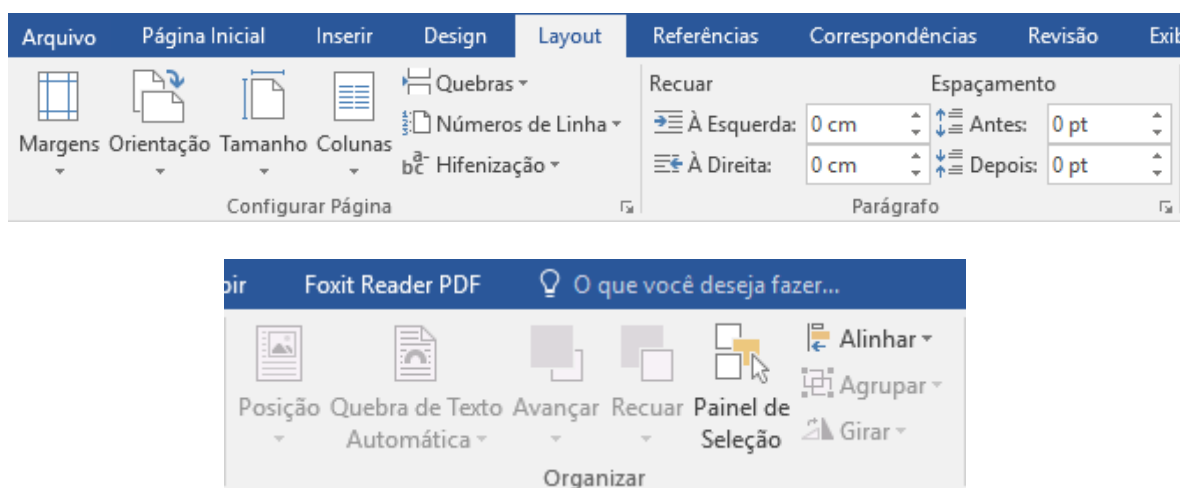 Arquivo Página Inicial Inserir Design Layout Referências Correspondências Revisão Exib
Quebras Recuar Espaçamento
Números de Linha À Esquerda: 0 cm Antes: 0 pt
Margens Orientação Tamanho Colunas
Hifenização À Direita: 0 cm Depois: 0 pt
Configurar Página Parágrafo
bir Foxit Reader PDF O que você deseja fazer...
Alinhar
Agrupar
Posição Quebra de Texto Avançar Recuar Painel de
Automática Seleção Girar
Organizar